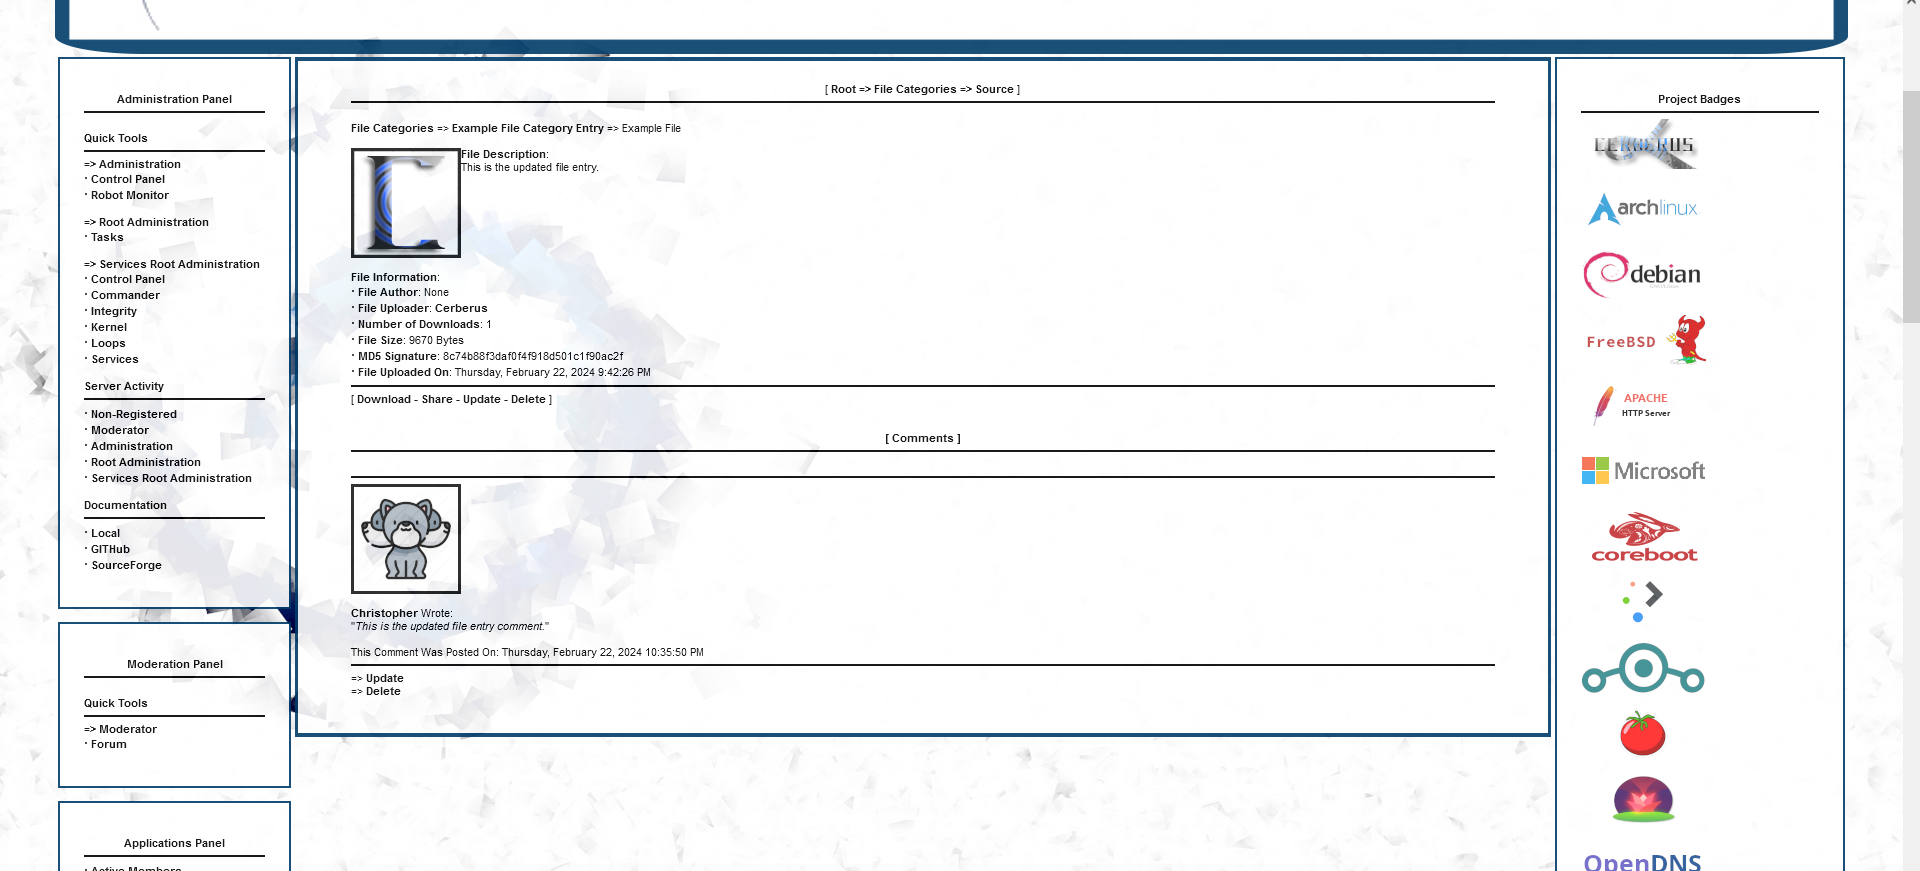 Administration Panel
Quick Tools
=> Administration
· Control Panel
· Robot Monitor
=> Root Administration
· Tasks
=> Services Root Administration
· Control Panel
· Commander
· Integrity
· Kernel
· Loops
· Services
Server Activity
· Non-Registered
· Moderator
· Administration
· Root Administration
· Services Root Administration
Documentation
· Local
· GITHub
· SourceForge
Moderation Panel
Quick Tools
=> Moderator
· Forum
Applications Panel
· Active Members
[ Root => File Categories => Source ]
File Categories => Example File Category Entry => Example File
File Description:
This is the updated file entry.
File Information:
· File Author: None
· File Uploader: Cerberus
· Number of Downloads: 1
· File Size: 9670 Bytes
· MD5 Signature: 8c74b88f3daf0f4f918d501c1f90ac2f
· File Uploaded On: Thursday, February 22, 2024 9:42:26 PM
[ Download - Share - Update - Delete ]
[ Comments ]
Christopher Wrote:
"This is the updated file entry comment."
This Comment Was Posted On: Thursday, February 22, 2024 10:35:50 PM
=> Update
=> Delete
Project Badges
CERBERUS
archlinux
debian
FreeBSD
APACHE
HTTP Server
Microsoft
coreboot
OpenDNS